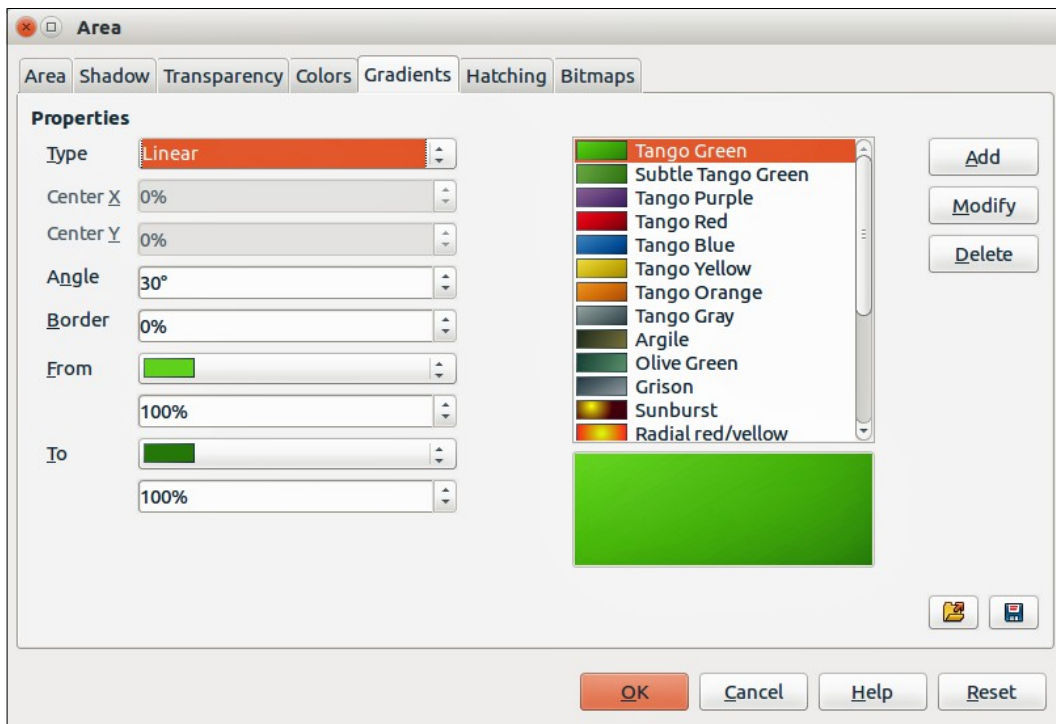 Area
Area Shadow Transparency Colors Gradients Hatching Bitmaps
Properties
Type Linear
Center X 0%
Center Y 0%
Angle 30°
Border 0%
From
100%
To
100%
Tango Green
Subtle Tango Green
Tango Purple
Tango Red
Tango Blue
Tango Yellow
Tango Orange
Tango Gray
Argile
Olive Green
Grison
Sunburst
Radial red/yellow
Add
Modify
Delete
OK Cancel Help Reset